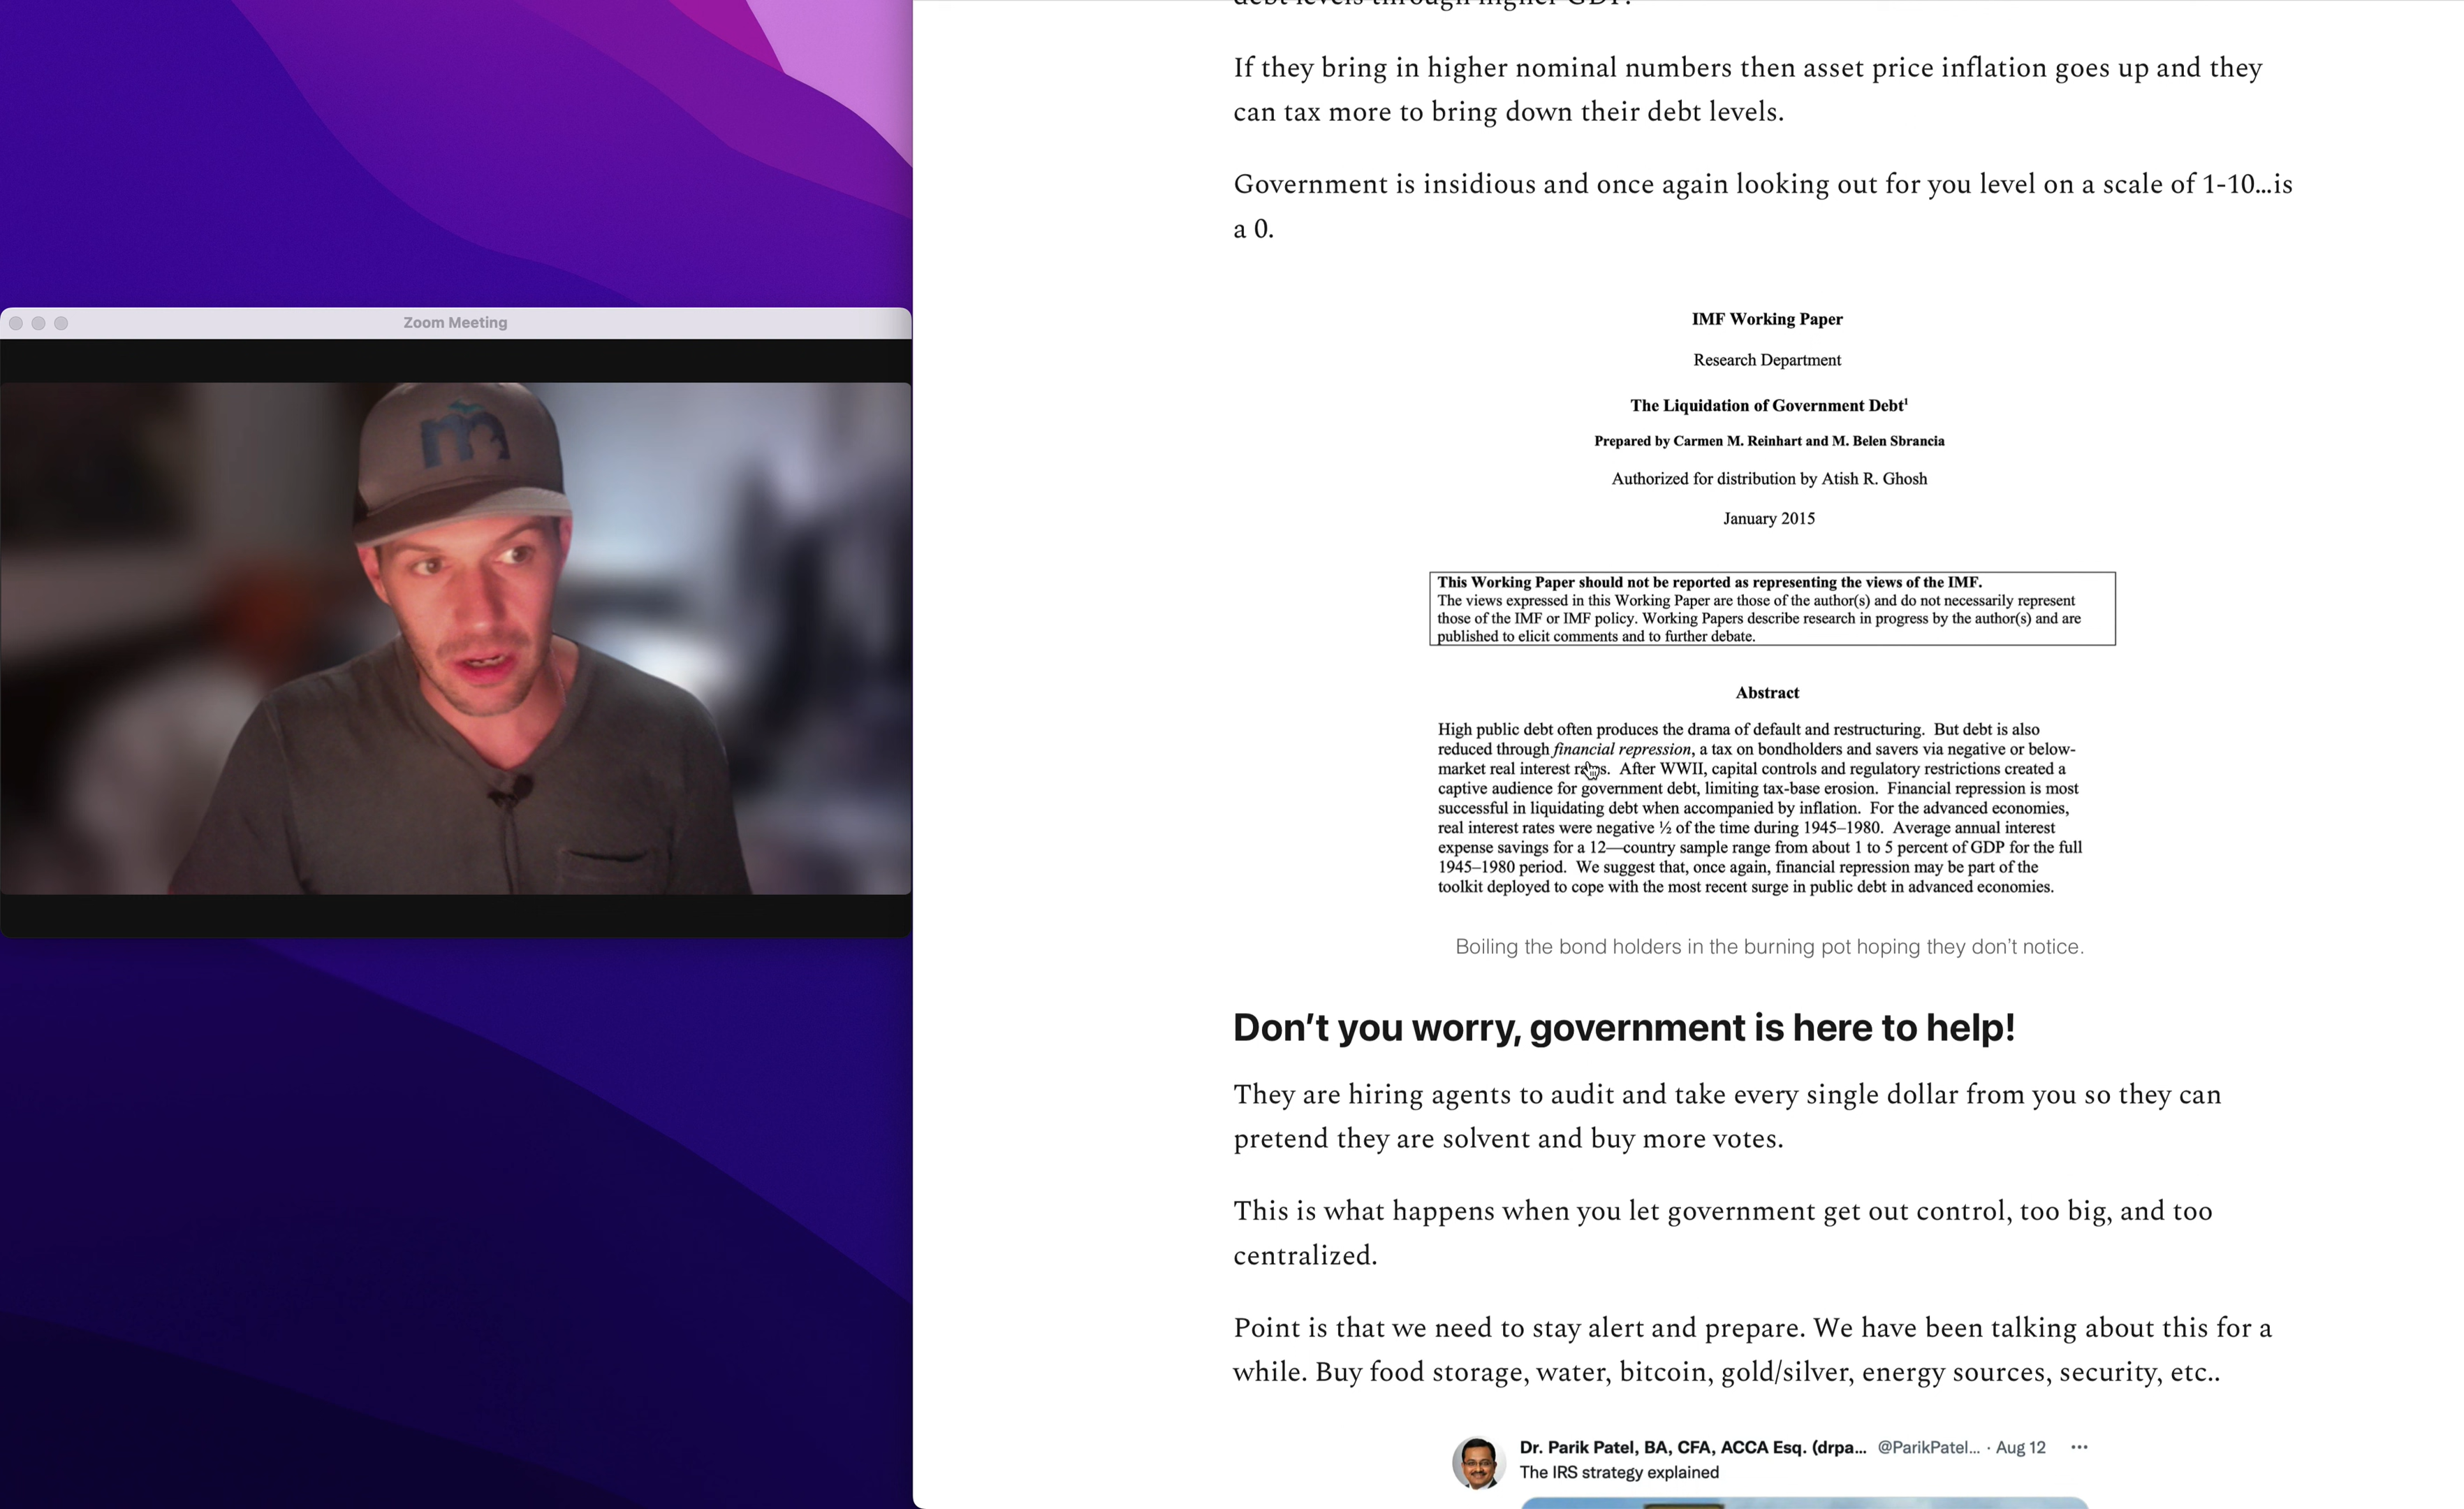 debt levels through higher GDP.
If they bring in higher nominal numbers then asset price inflation goes up and they
can tax more to bring down their debt levels.
Government is insidious and once again looking out for you level on a scale of 1-10...is
a 0.
Zoom Meeting
m
IMF Working Paper
Research Department
The Liquidation of Government Debt¹
Prepared by Carmen M. Reinhart and M. Belen Sbrancia
Authorized for distribution by Atish R. Ghosh
January 2015
This Working Paper should not be reported as representing the views of the IMF.
The views expressed in this Working Paper are those of the author(s) and do not necessarily represent
those of the IMF or IMF policy. Working Papers describe research in progress by the author(s) and are
published to elicit comments and to further debate.
Abstract
High public debt often produces the drama of default and restructuring. But debt is also
reduced through financial repression, a tax on bondholders and savers via negative or below-
market real interest rates. After WWII, capital controls and regulatory restrictions created a
captive audience for government debt, limiting tax-base erosion. Financial repression is most
successful in liquidating debt when accompanied by inflation. For the advanced economies,
real interest rates were negative ½ of the time during 1945–1980. Average annual interest
expense savings for a 12—country sample range from about 1 to 5 percent of GDP for the full
1945–1980 period. We suggest that, once again, financial repression may be part of the
toolkit deployed to cope with the most recent surge in public debt in advanced economies.
Boiling the bond holders in the burning pot hoping they don't notice.
Don't you worry, government is here to help!
They are hiring agents to audit and take every single dollar from you so they can
pretend they are solvent and buy more votes.
This is what happens when you let government get out control, too big, and too
centralized.
Point is that we need to stay alert and prepare. We have been talking about this for a
while. Buy food storage, water, bitcoin, gold/silver, energy sources, security, etc..
Dr. Parik Patel, BA, CFA, ACCA Esq. (drpa... @ParikPatel... · Aug 12 ...
The IRS strategy explained